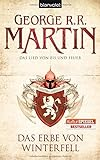 blanvalet
GEORGE R.R.
MARTIN
DAS LIED VON EIS UND FEUER
SPIEGEL
BESTSELLER
DAS ERBE VON
WINTERFELL